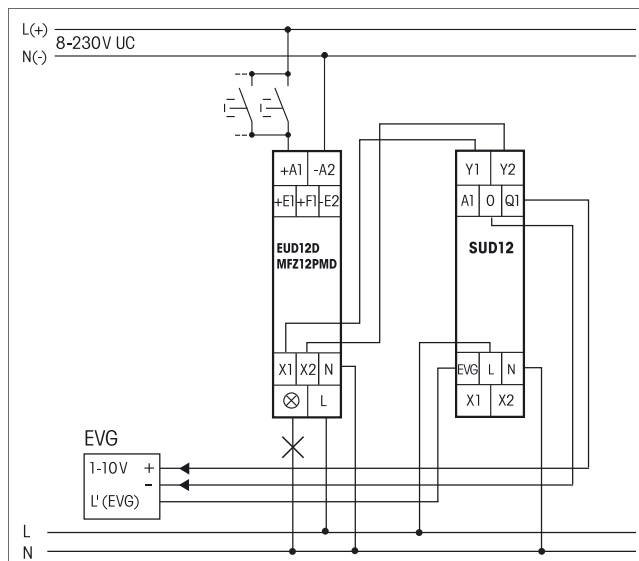 L(+)
8-230V UC
N(-)
+A1 -A2
+E1 +F1 -E2
EUD12D
MFZ12PMD
X1 X2 N
L
Y1 Y2
A1 0 Q1
SUD12
EVG L N
X1 X2
EVG
1-10V +
-
L'(EVG)
L
N